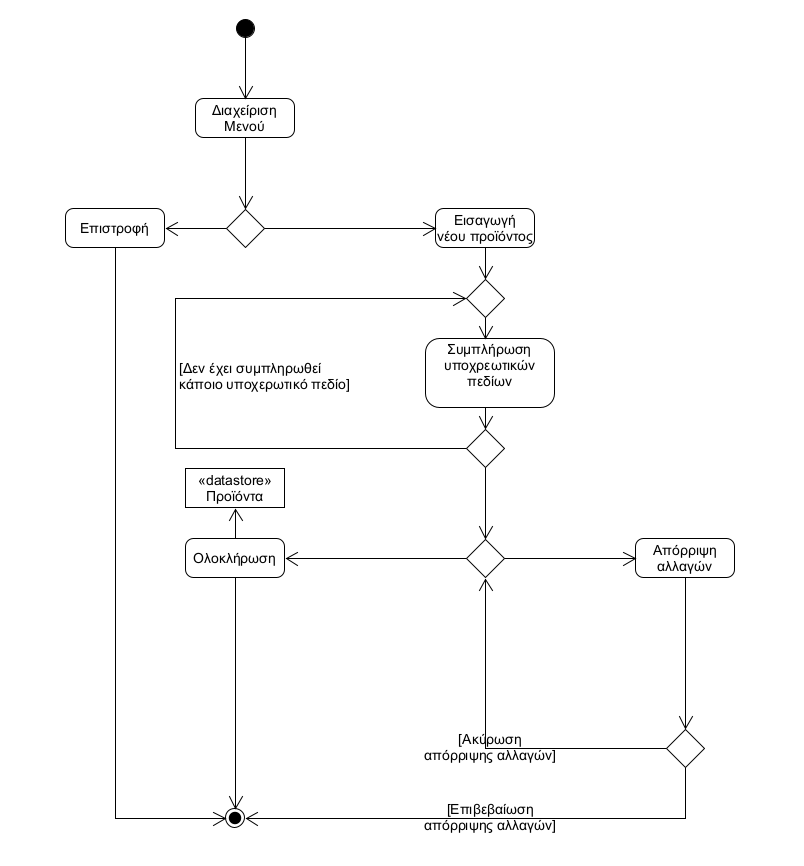 Διαχείριση
Μενού
Επιστροφή
Εισαγωγή
νέου προϊόντος
Συμπλήρωση
υποχρεωτικών
πεδίων
[Δεν έχει συμπληρωθεί
κάποιο υποχερωτικό πεδίο]
«datastore»
Προϊόντα
Ολοκλήρωση
Απόρριψη
αλλαγών
[Ακύρωση
απόρριψης αλλαγών]
[Επιβεβαίωση
απόρριψης αλλαγών]